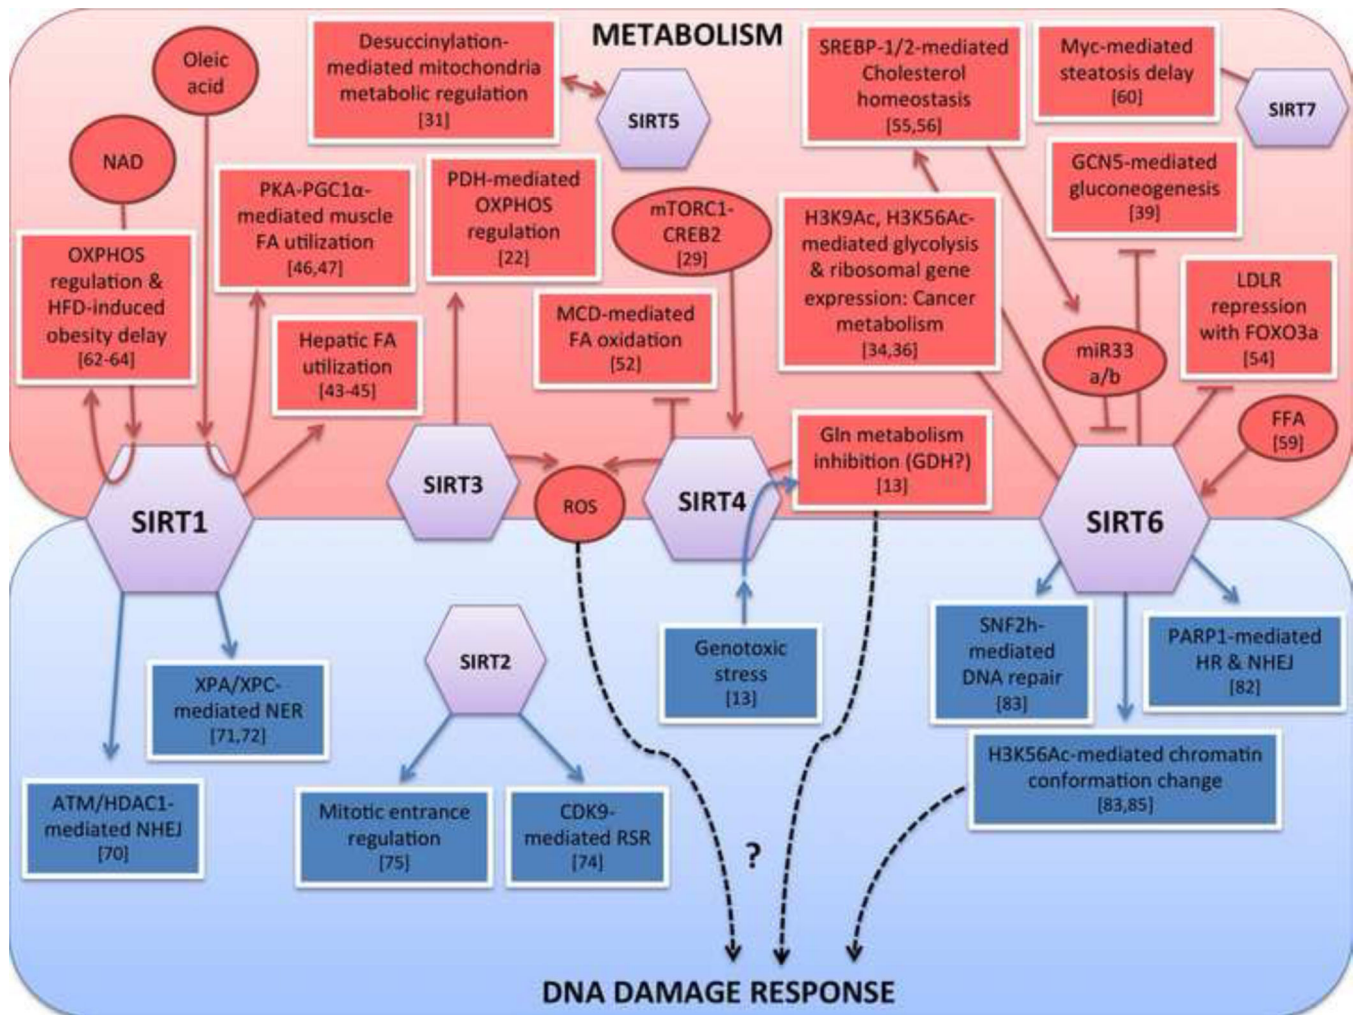 METABOLISM
Oleic
acid
NAD
OXPHOS
regulation &
HFD-induced
obesity delay
[62-64]
PKA-PGC1α-
mediated muscle
FA utilization
[46,47]
Hepatic FA
utilization
[43-45]
Desuccinylation-
mediated mitochondria
metabolic regulation
[31]
SIRT5
PDH-mediated
OXPHOS
regulation
[22]
mTORC1-
CREB2
[29]
MCD-mediated
FA oxidation
[52]
SREBP-1/2-mediated
Cholesterol
homeostasis
[55,56]
Myc-mediated
steatosis delay
[60]
SIRT7
GCN5-mediated
gluconeogenesis
[39]
H3K9Ac, H3K56Ac-
mediated glycolysis
& ribosomal gene
expression: Cancer
metabolism
[34,36]
LDLR
repression
with FOXO3a
[54]
miR33
a/b
FFA
[59]
Gln metabolism
inhibition (GDH?)
[13]
SIRT1
SIRT3
ROS
SIRT4
SIRT6
SIRT2
XPA/XPC-
mediated NER
[71,72]
ATM/HDAC1-
mediated NHEJ
[70]
Mitotic entrance
regulation
[75]
CDK9-
mediated RSR
[74]
Genotoxic
stress
[13]
SNF2h-
mediated
DNA repair
[83]
PARP1-mediated
HR & NHEJ
[82]
H3K56Ac-mediated chromatin
conformation change
[83,85]
?
DNA DAMAGE RESPONSE